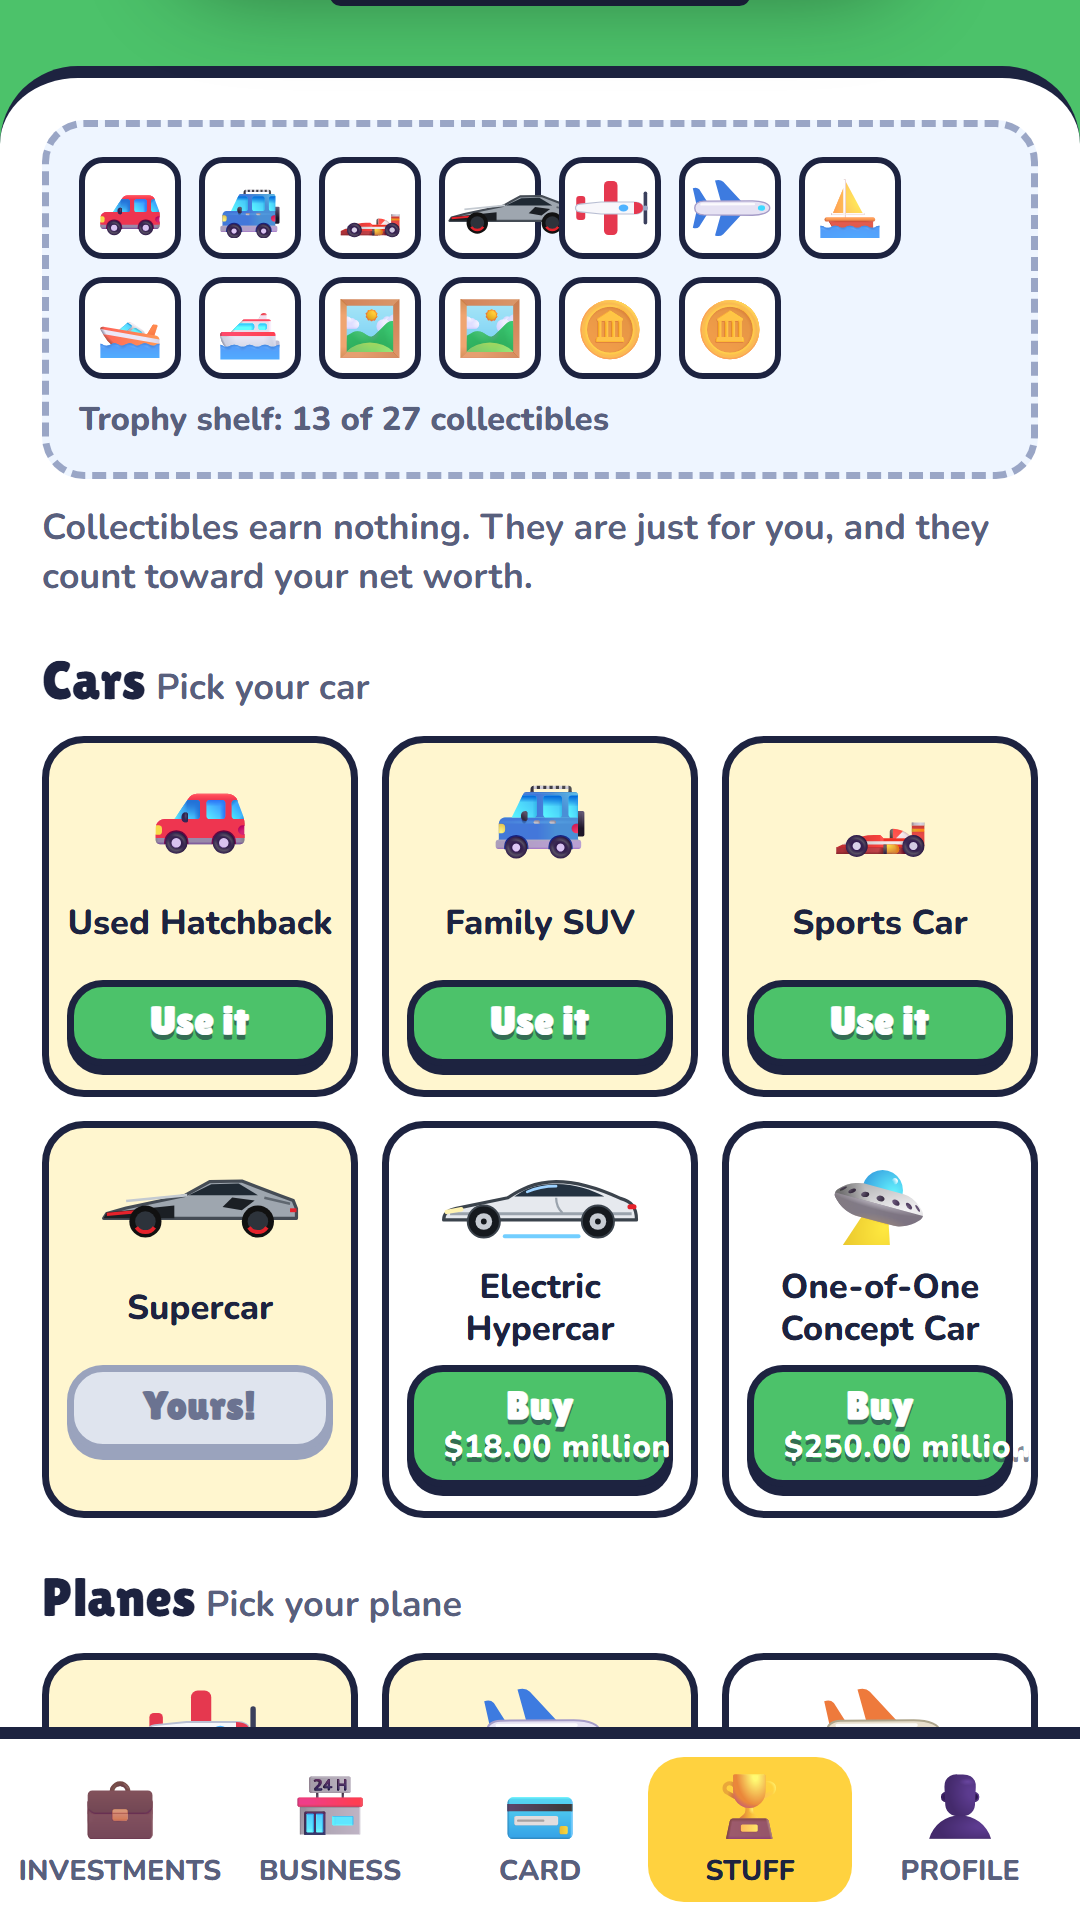 Trophy shelf: 13 of 27 collectibles
Collectibles earn nothing. They are just for you, and they
count toward your net worth.
Cars Pick your car
Used Hatchback
Family SUV
Sports Car
Use it
Use it
Use it
Supercar
Electric
Hypercar
One-of-One
Concept Car
Yours!
Buy
$18.00 million
Buy
$250.00 million
Planes Pick your plane
24 H
INVESTMENTS
BUSINESS
CARD
STUFF
PROFILE